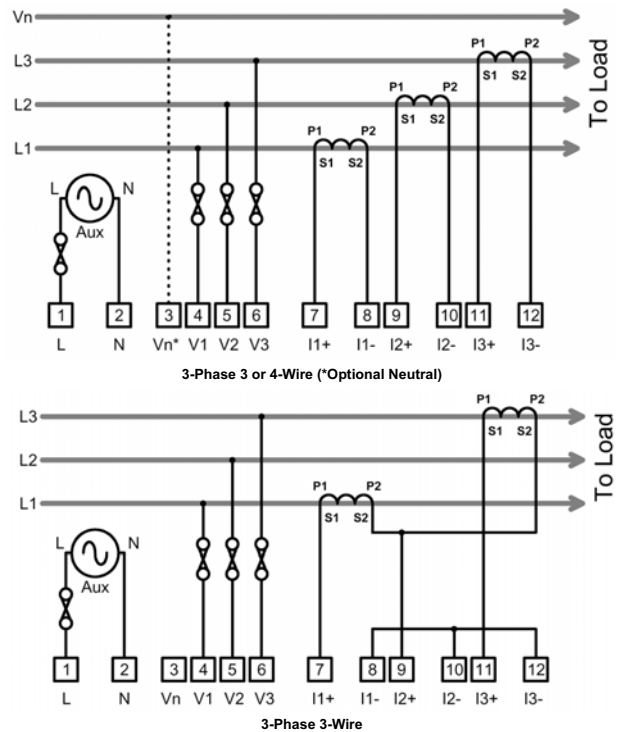 Vn
L3
P1 P2
S1 S2
L2
P1 P2
S1 S2
L1
P1 P2
S1 S2
To Load
L N
Aux
1 2 3 4 5 6 7 8 9 10 11 12
L N Vn* V1 V2 V3 I1+ I1- I2+ I2- I3+ I3-
3-Phase 3 or 4-Wire (*Optional Neutral)
L3
P1 P2
S1 S2
L2
L1
P1 P2
S1 S2
To Load
L N
Aux
1 2 3 4 5 6 7 8 9 10 11 12
L N Vn V1 V2 V3 I1+ I1- I2+ I2- I3+ I3-
3-Phase 3-Wire